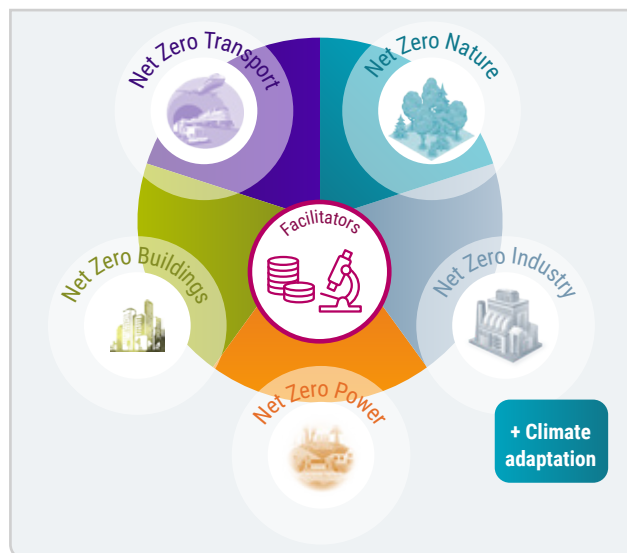 Net Zero Transport
Net Zero Nature
Facilitators
Net Zero Buildings
Net Zero Industry
Net Zero Power
+ Climate
adaptation